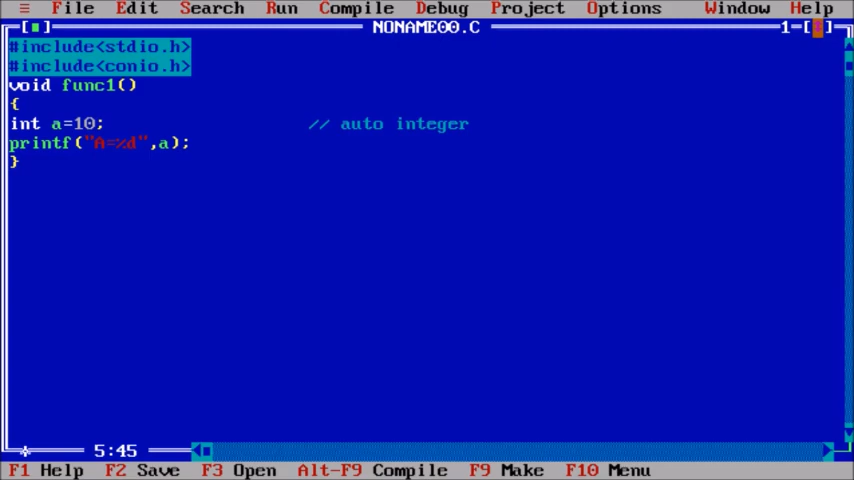 ≡ File Edit Search Run Compile Debug Project Options Window Help
[■] NONAME00.C 1=[↕]
#include<stdio.h>
#include<conio.h>
void func1()
{
int a=10; // auto integer
printf("A=%d",a);
}
5:45
F1 Help F2 Save F3 Open Alt-F9 Compile F9 Make F10 Menu